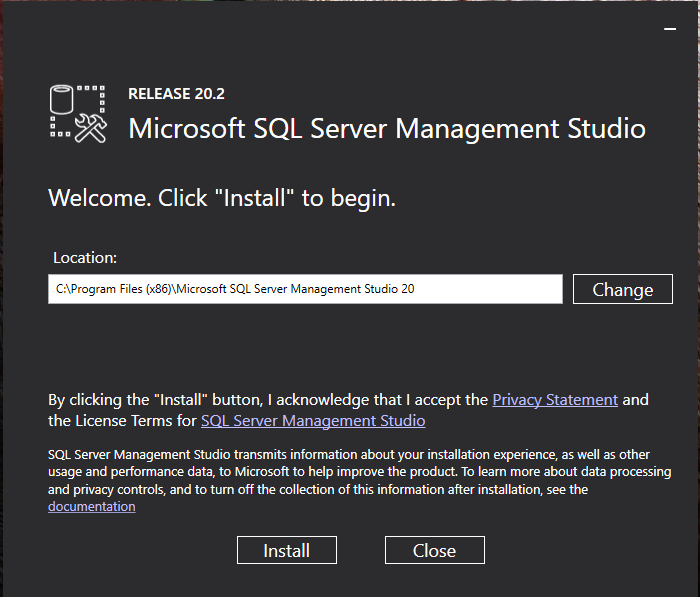 RELEASE 20.2
Microsoft SQL Server Management Studio
Welcome. Click "Install" to begin.
Location:
C:\Program Files (x86)\Microsoft SQL Server Management Studio 20
Change
By clicking the "Install" button, I acknowledge that I accept the Privacy Statement and
the License Terms for SQL Server Management Studio
SQL Server Management Studio transmits information about your installation experience, as well as other
usage and performance data, to Microsoft to help improve the product. To learn more about data processing
and privacy controls, and to turn off the collection of this information after installation, see the
documentation
Install
Close